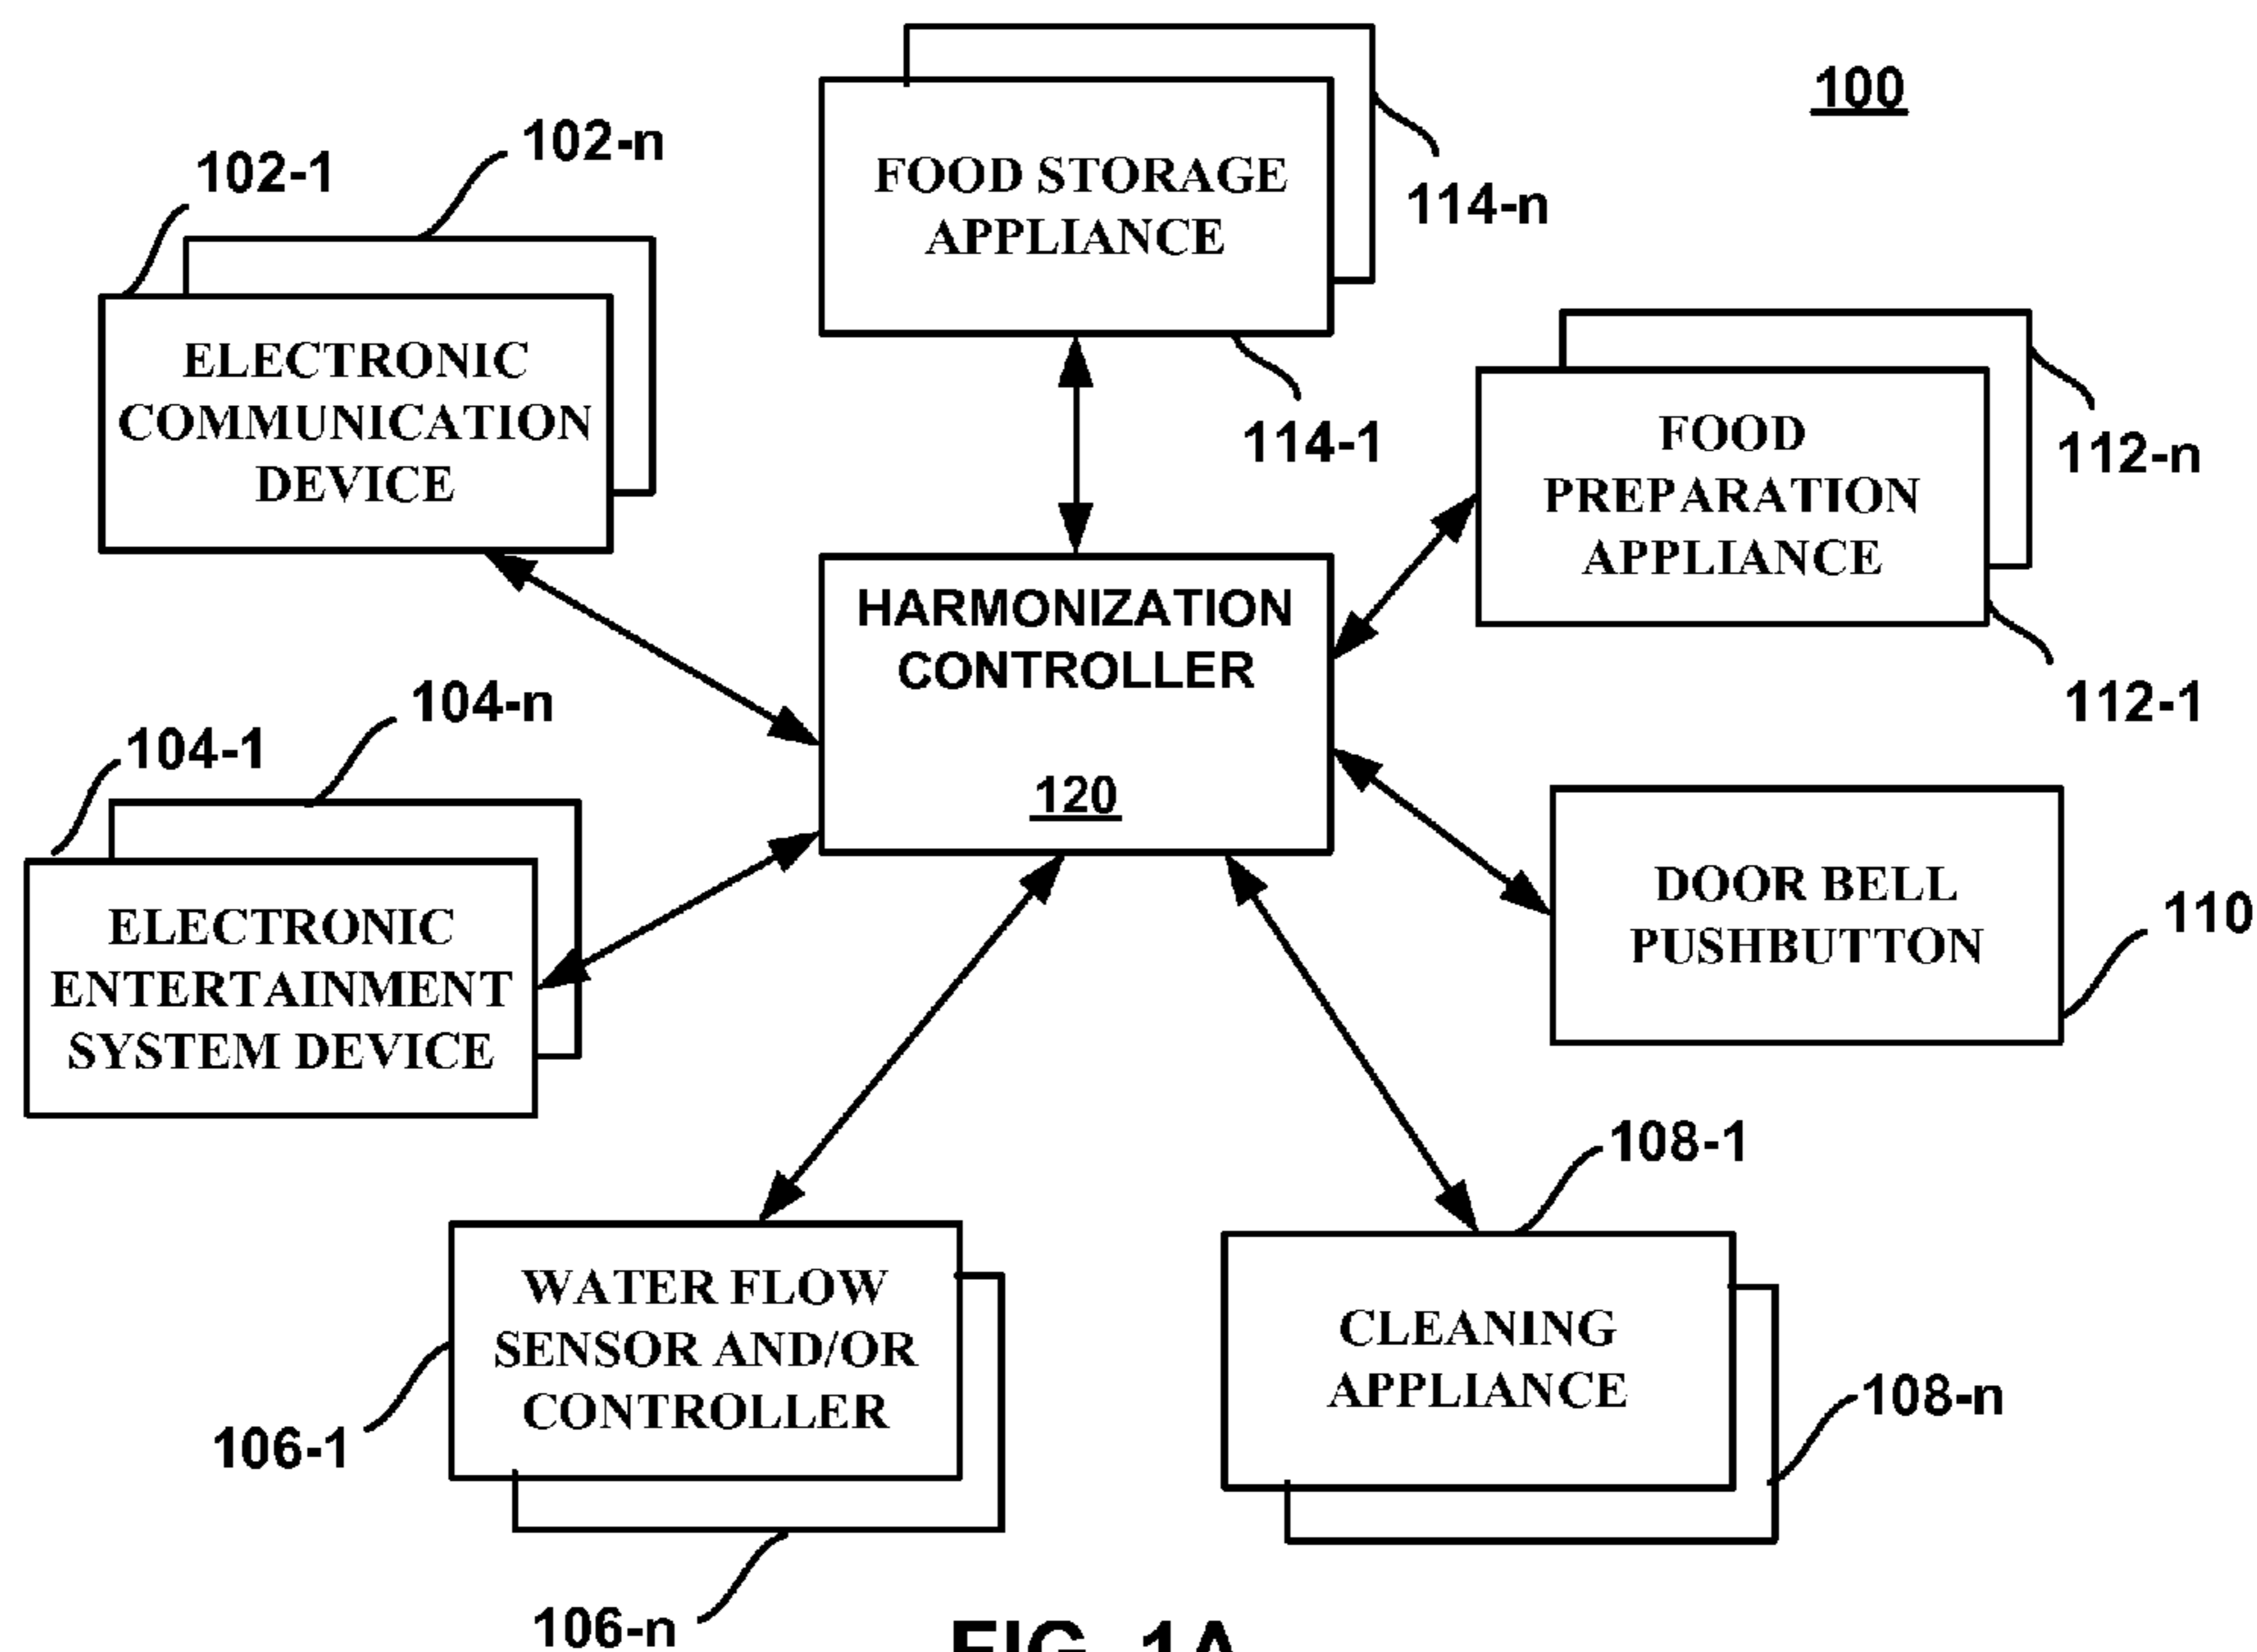 100
102-1
102-n
ELECTRONIC
COMMUNICATION
DEVICE
FOOD STORAGE
APPLIANCE
114-n
114-1
FOOD
PREPARATION
APPLIANCE
112-n
112-1
HARMONIZATION
CONTROLLER
120
104-1
104-n
ELECTRONIC
ENTERTAINMENT
SYSTEM DEVICE
DOOR BELL
PUSHBUTTON
110
WATER FLOW
SENSOR AND/OR
CONTROLLER
106-1
106-n
108-1
CLEANING
APPLIANCE
108-n
FIG. 1A